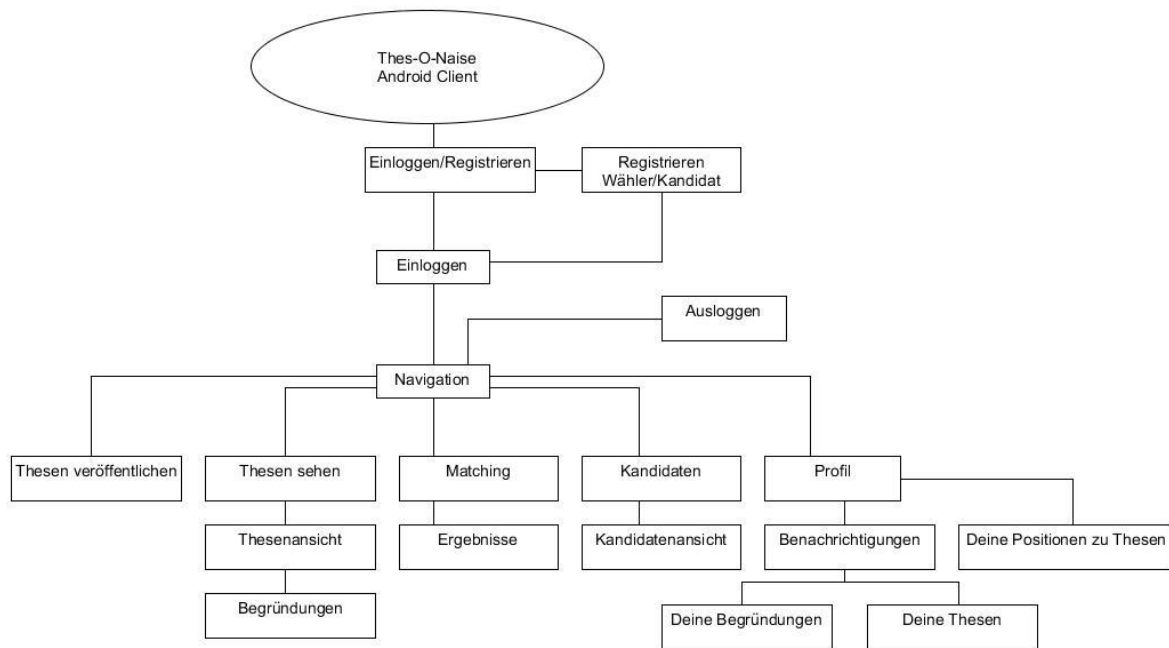 Thes-O-Naise
Android Client
Einloggen/Registrieren
Registrieren
Wähler/Kandidat
Einloggen
Ausloggen
Navigation
Thesen veröffentlichen
Thesen sehen
Matching
Kandidaten
Profil
Thesenansicht
Ergebnisse
Kandidatenansicht
Benachrichtigungen
Deine Positionen zu Thesen
Begründungen
Deine Begründungen
Deine Thesen